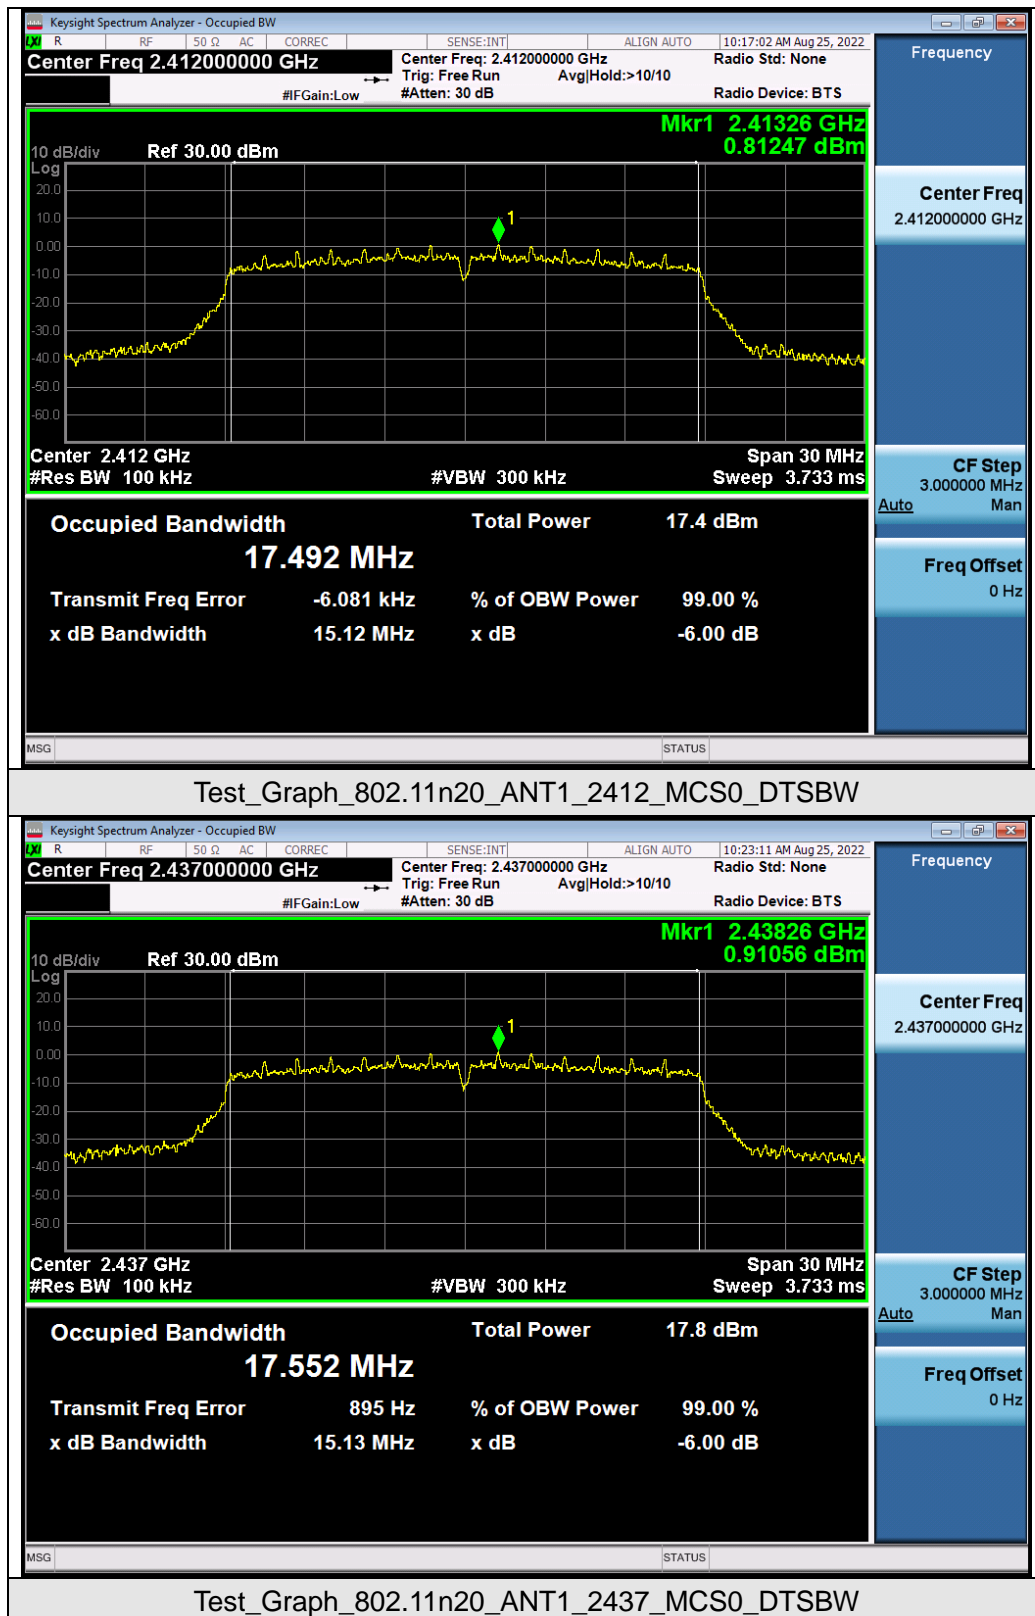 Keysight Spectrum Analyzer - Occupied BW
LXI R RF 50 Ω AC CORREC SENSE:INT ALIGN AUTO 10:17:02 AM Aug 25, 2022
Center Freq 2.412000000 GHz
Center Freq: 2.412000000 GHz Radio Std: None
Trig: Free Run Avg|Hold:>10/10
#IFGain:Low #Atten: 30 dB Radio Device: BTS
Mkr1 2.41326 GHz
0.81247 dBm
10 dB/div Ref 30.00 dBm
Log
20.0
10.0
1
0.00
-10.0
-20.0
-30.0
-40.0
-50.0
-60.0
Center 2.412 GHz Span 30 MHz
#Res BW 100 kHz #VBW 300 kHz Sweep 3.733 ms
Occupied Bandwidth Total Power 17.4 dBm
17.492 MHz
Transmit Freq Error -6.081 kHz % of OBW Power 99.00 %
x dB Bandwidth 15.12 MHz x dB -6.00 dB
MSG STATUS
Frequency
Center Freq
2.412000000 GHz
CF Step
3.000000 MHz
Auto Man
Freq Offset
0 Hz
Test_Graph_802.11n20_ANT1_2412_MCS0_DTSBW
Keysight Spectrum Analyzer - Occupied BW
LXI R RF 50 Ω AC CORREC SENSE:INT ALIGN AUTO 10:23:11 AM Aug 25, 2022
Center Freq 2.437000000 GHz
Center Freq: 2.437000000 GHz Radio Std: None
Trig: Free Run Avg|Hold:>10/10
#IFGain:Low #Atten: 30 dB Radio Device: BTS
Mkr1 2.43826 GHz
0.91056 dBm
10 dB/div Ref 30.00 dBm
Log
20.0
10.0
1
0.00
-10.0
-20.0
-30.0
-40.0
-50.0
-60.0
Center 2.437 GHz Span 30 MHz
#Res BW 100 kHz #VBW 300 kHz Sweep 3.733 ms
Occupied Bandwidth Total Power 17.8 dBm
17.552 MHz
Transmit Freq Error 895 Hz % of OBW Power 99.00 %
x dB Bandwidth 15.13 MHz x dB -6.00 dB
MSG STATUS
Frequency
Center Freq
2.437000000 GHz
CF Step
3.000000 MHz
Auto Man
Freq Offset
0 Hz
Test_Graph_802.11n20_ANT1_2437_MCS0_DTSBW